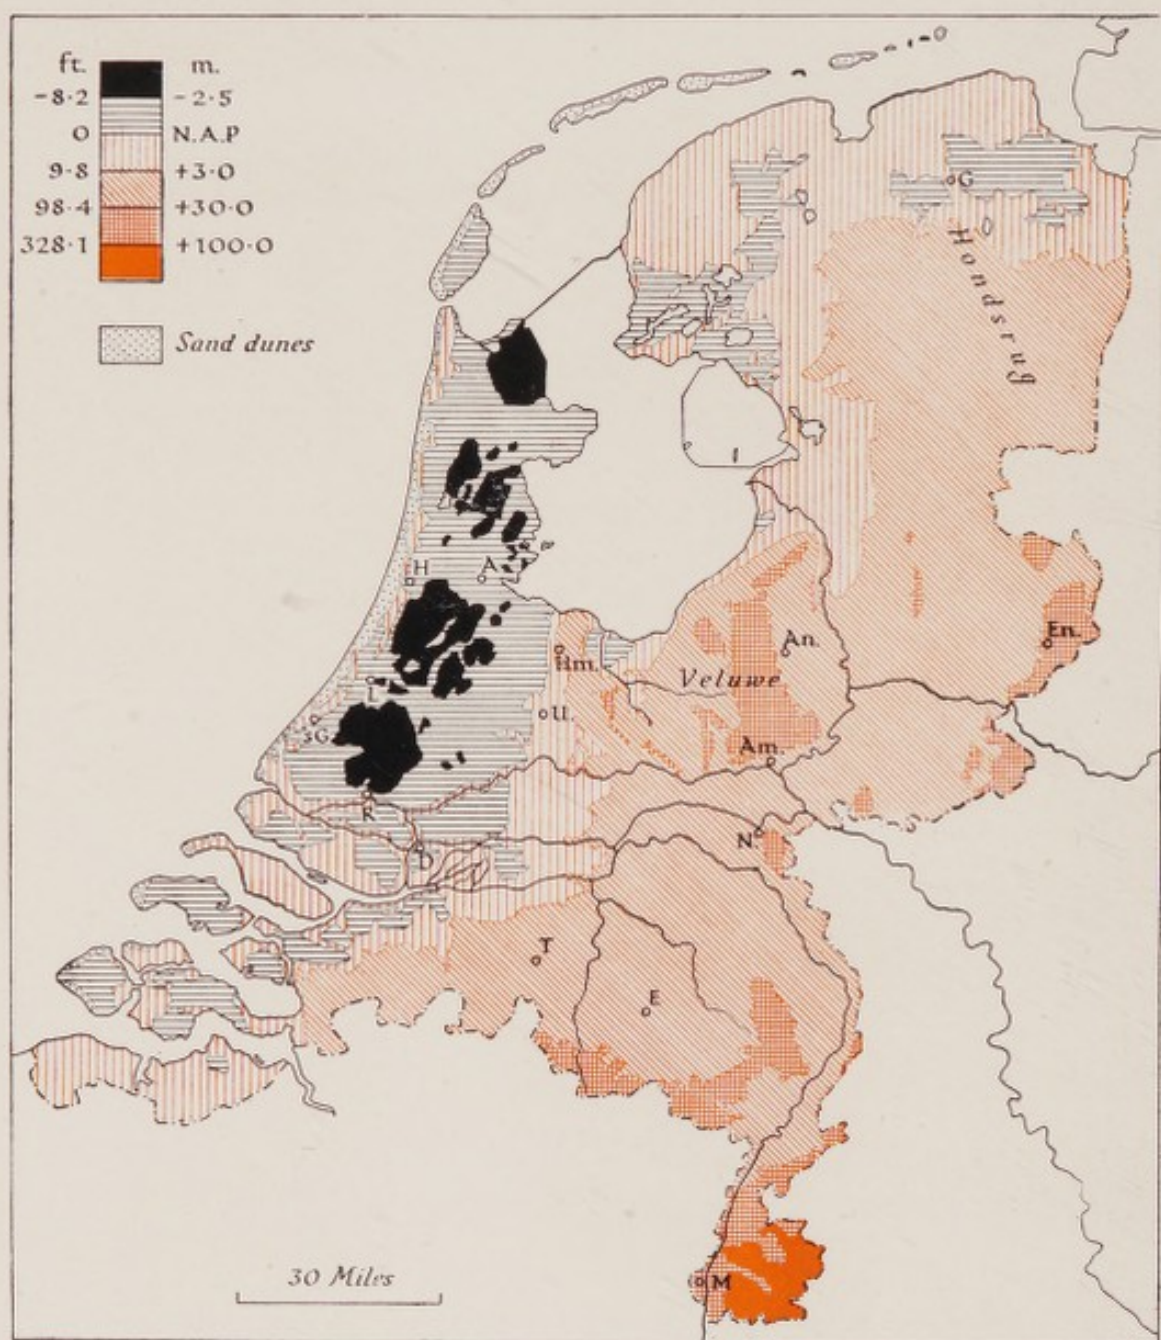 ft. m.
-8·2 -2·5
0 N.A.P
9·8 +3·0
98·4 +30·0
328·1 +100·0
Sand dunes
G
Hondsrug
H
A
En.
An.
Hm.
Veluwe
L
U.
sG
Am.
R
N.
D
T
E
30 Miles
M